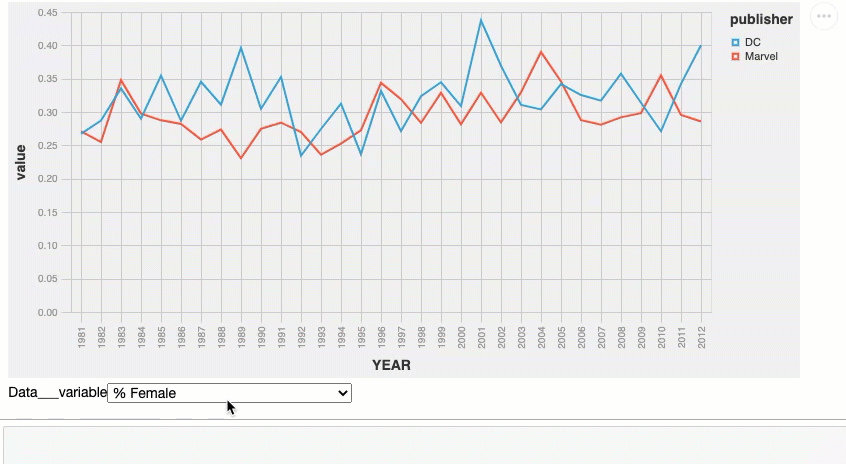 publisher
DC
Marvel
0.45
0.40
0.35
0.30
0.25
0.20
0.15
0.10
0.05
0.00
value
1981 1982 1983 1984 1985 1986 1987 1988 1989 1990 1991 1992 1993 1994 1995 1996 1997 1998 1999 2000 2001 2002 2003 2004 2005 2006 2007 2008 2009 2010 2011 2012
YEAR
Data___variable % Female